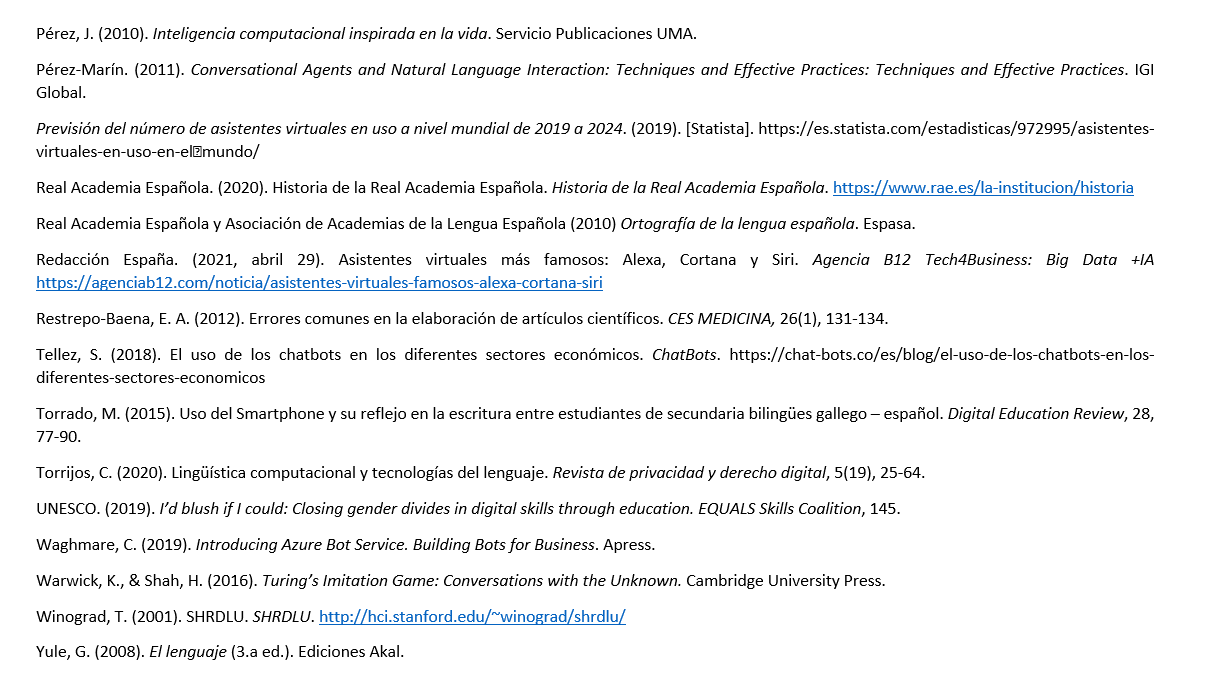 Pérez, J. (2010). Inteligencia computacional inspirada en la vida. Servicio Publicaciones UMA.
Pérez-Marín. (2011). Conversational Agents and Natural Language Interaction: Techniques and Effective Practices: Techniques and Effective Practices. IGI
Global.
Previsión del número de asistentes virtuales en uso a nivel mundial de 2019 a 2024. (2019). [Statista]. https://es.statista.com/estadisticas/972995/asistentes-
virtuales-en-uso-en-el⍰mundo/
Real Academia Española. (2020). Historia de la Real Academia Española. Historia de la Real Academia Española. https://www.rae.es/la-institucion/historia
Real Academia Española y Asociación de Academias de la Lengua Española (2010) Ortografía de la lengua española. Espasa.
Redacción España. (2021, abril 29). Asistentes virtuales más famosos: Alexa, Cortana y Siri. Agencia B12 Tech4Business: Big Data +IA
https://agenciab12.com/noticia/asistentes-virtuales-famosos-alexa-cortana-siri
Restrepo-Baena, E. A. (2012). Errores comunes en la elaboración de artículos científicos. CES MEDICINA, 26(1), 131-134.
Tellez, S. (2018). El uso de los chatbots en los diferentes sectores económicos. ChatBots. https://chat-bots.co/es/blog/el-uso-de-los-chatbots-en-los-
diferentes-sectores-economicos
Torrado, M. (2015). Uso del Smartphone y su reflejo en la escritura entre estudiantes de secundaria bilingües gallego – español. Digital Education Review, 28,
77-90.
Torrijos, C. (2020). Lingüística computacional y tecnologías del lenguaje. Revista de privacidad y derecho digital, 5(19), 25-64.
UNESCO. (2019). I’d blush if I could: Closing gender divides in digital skills through education. EQUALS Skills Coalition, 145.
Waghmare, C. (2019). Introducing Azure Bot Service. Building Bots for Business. Apress.
Warwick, K., & Shah, H. (2016). Turing’s Imitation Game: Conversations with the Unknown. Cambridge University Press.
Winograd, T. (2001). SHRDLU. SHRDLU. http://hci.stanford.edu/~winograd/shrdlu/
Yule, G. (2008). El lenguaje (3.a ed.). Ediciones Akal.